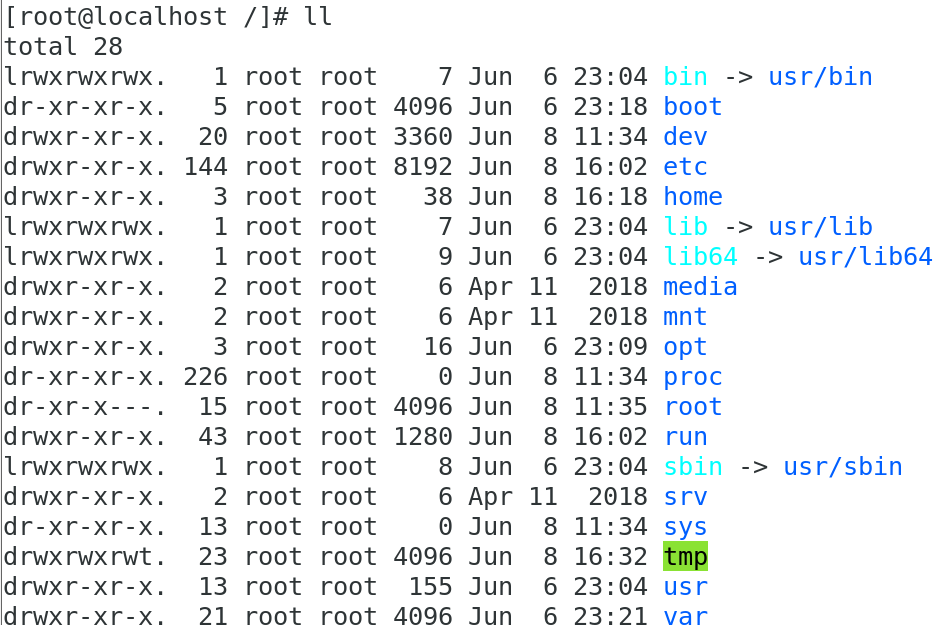 [root@localhost /]# ll
total 28
lrwxrwxrwx.   1 root root    7 Jun  6 23:04 bin -> usr/bin
dr-xr-xr-x.   5 root root 4096 Jun  6 23:18 boot
drwxr-xr-x.  20 root root 3360 Jun  8 11:34 dev
drwxr-xr-x. 144 root root 8192 Jun  8 16:02 etc
drwxr-xr-x.   3 root root   38 Jun  8 16:18 home
lrwxrwxrwx.   1 root root    7 Jun  6 23:04 lib -> usr/lib
lrwxrwxrwx.   1 root root    9 Jun  6 23:04 lib64 -> usr/lib64
drwxr-xr-x.   2 root root    6 Apr 11  2018 media
drwxr-xr-x.   2 root root    6 Apr 11  2018 mnt
drwxr-xr-x.   3 root root   16 Jun  6 23:09 opt
dr-xr-xr-x. 226 root root    0 Jun  8 11:34 proc
dr-xr-x---.  15 root root 4096 Jun  8 11:35 root
drwxr-xr-x.  43 root root 1280 Jun  8 16:02 run
lrwxrwxrwx.   1 root root    8 Jun  6 23:04 sbin -> usr/sbin
drwxr-xr-x.   2 root root    6 Apr 11  2018 srv
dr-xr-xr-x.  13 root root    0 Jun  8 11:34 sys
drwxrwxrwt.  23 root root 4096 Jun  8 16:32 tmp
drwxr-xr-x.  13 root root  155 Jun  6 23:04 usr
drwxr-xr-x.  21 root root 4096 Jun  6 23:21 var